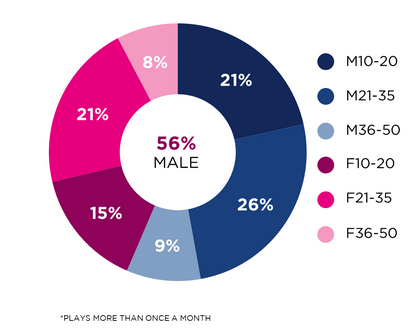 8%
21%
21%
56%
MALE
15%
26%
9%
M10-20
M21-35
M36-50
F10-20
F21-35
F36-50
*PLAYS MORE THAN ONCE A MONTH